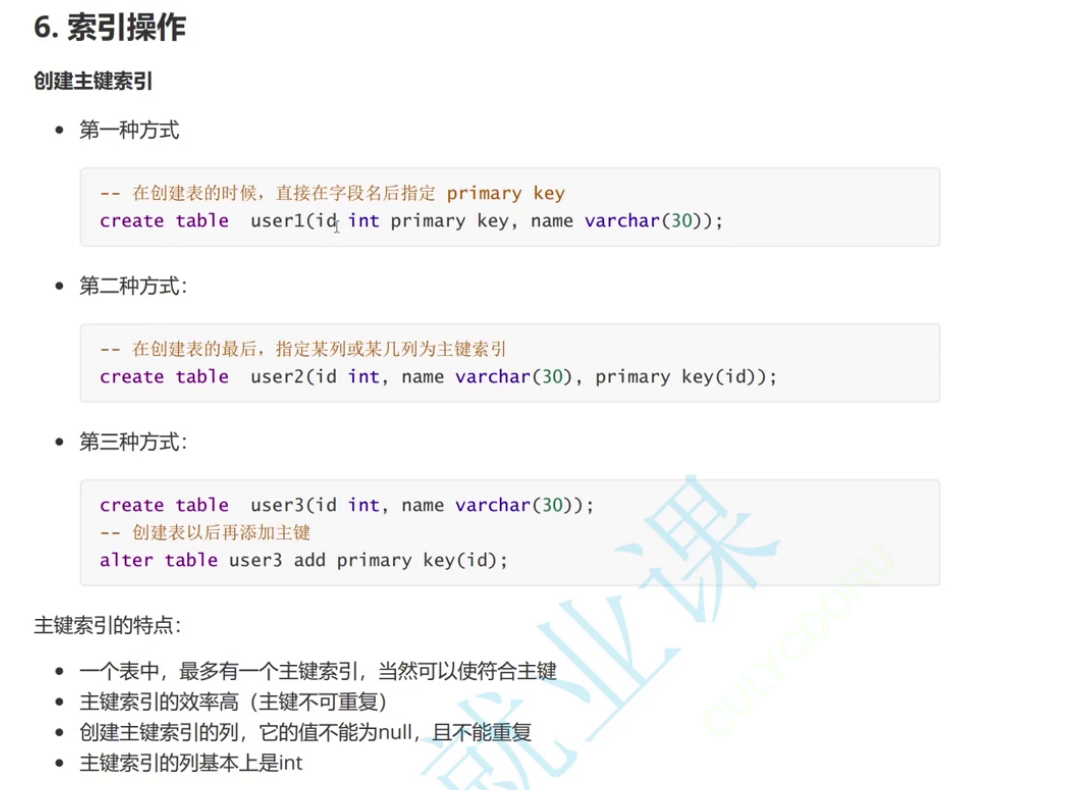 6. 索引操作
创建主键索引
第一种方式
-- 在创建表的时候，直接在字段名后指定 primary key
create table  user1(id int primary key, name varchar(30));
第二种方式：
-- 在创建表的最后，指定某列或某几列为主键索引
create table  user2(id int, name varchar(30), primary key(id));
第三种方式：
create table  user3(id int, name varchar(30));
-- 创建表以后再添加主键
alter table user3 add primary key(id);
主键索引的特点：
一个表中，最多有一个主键索引，当然可以使符合主键
主键索引的效率高（主键不可重复）
创建主键索引的列，它的值不能为null，且不能重复
主键索引的列基本上是int
就业课